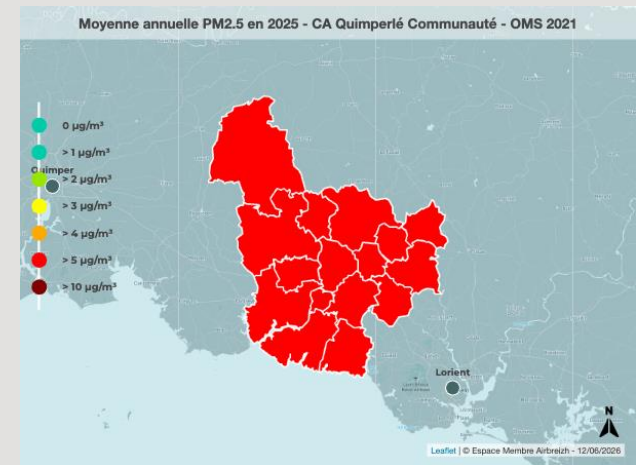 Moyenne annuelle PM2.5 en 2025 - CA Quimperlé Communauté - OMS 2021
0 µg/m³
> 1 µg/m³
Quimper
> 2 µg/m³
> 3 µg/m³
> 4 µg/m³
> 5 µg/m³
> 10 µg/m³
Lorient
N
Leaflet | © Espace Membre Airbreizh - 12/06/2026